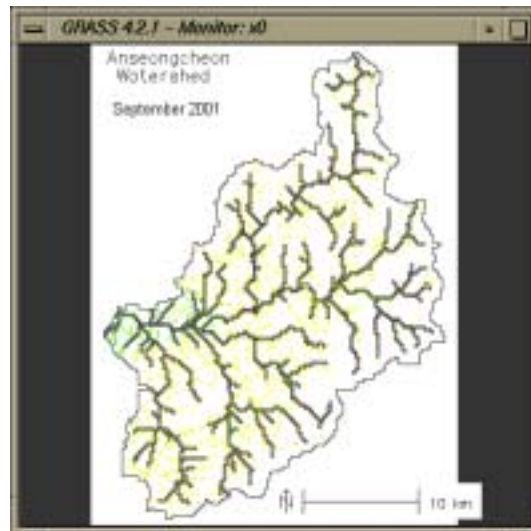 GRASS 4.2.1 - Monitor: x0
Anseongcheon
Watershed
September 2001
N
10 km